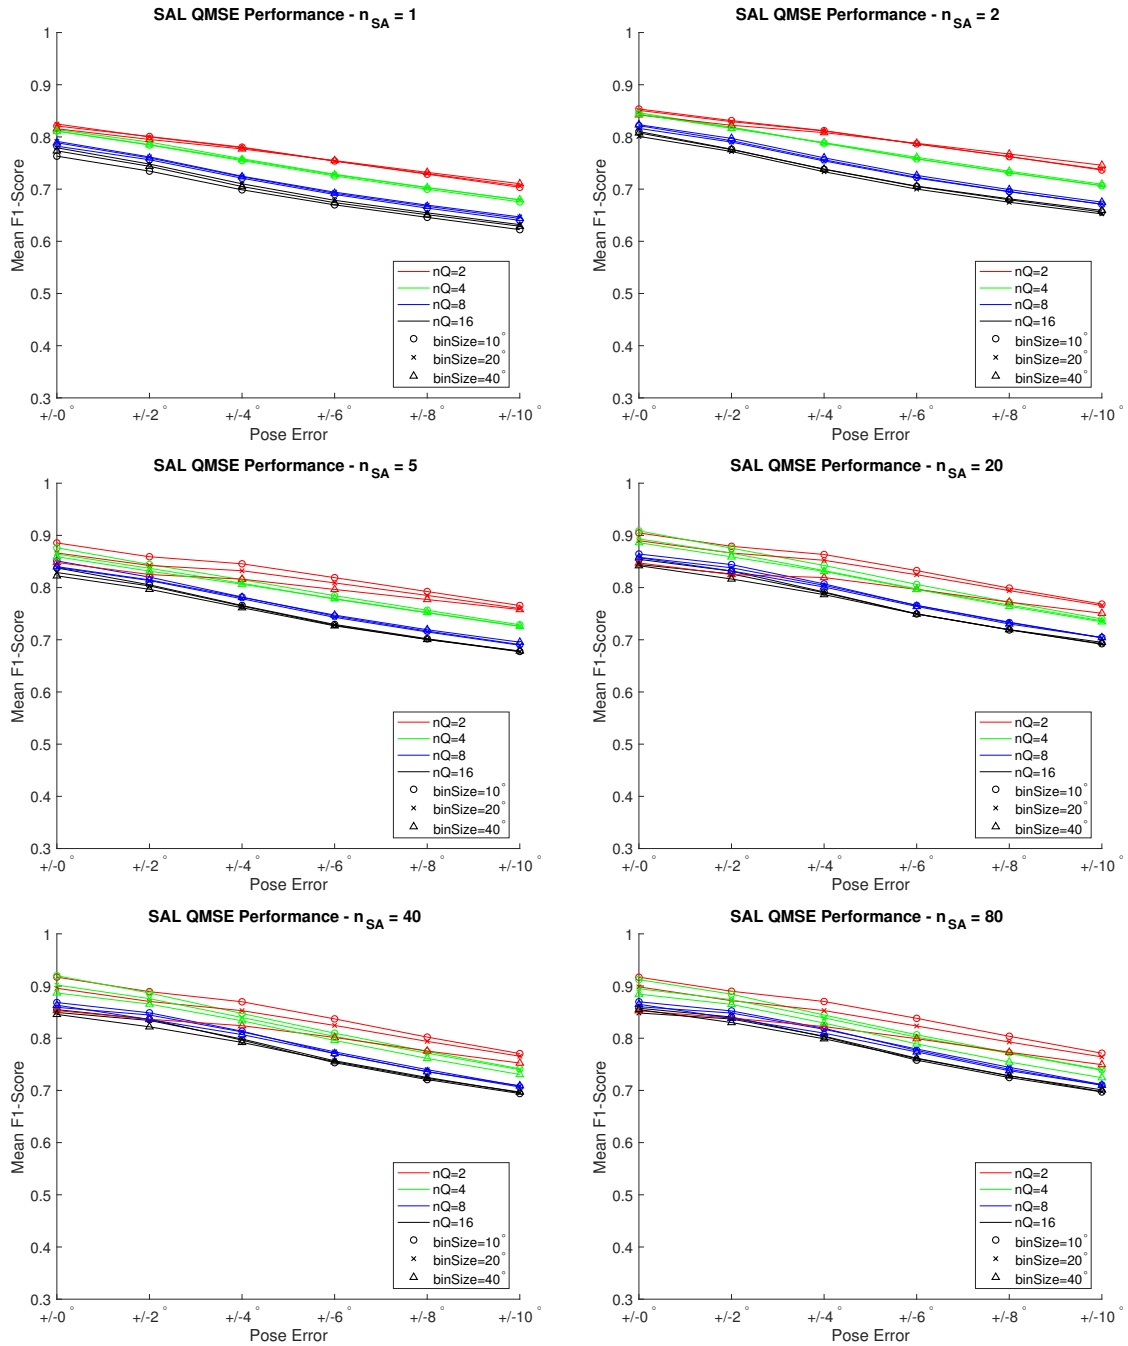 SAL QMSE Performance - n_SA = 1
1
0.9
0.8
0.7
0.6
0.5
0.4
0.3
Mean F1-Score
nQ=2
nQ=4
nQ=8
nQ=16
binSize=10°
binSize=20°
binSize=40°
+/-0° +/-2° +/-4° +/-6° +/-8° +/-10°
Pose Error
SAL QMSE Performance - n_SA = 2
1
0.9
0.8
0.7
0.6
0.5
0.4
0.3
Mean F1-Score
nQ=2
nQ=4
nQ=8
nQ=16
binSize=10°
binSize=20°
binSize=40°
+/-0° +/-2° +/-4° +/-6° +/-8° +/-10°
Pose Error
SAL QMSE Performance - n_SA = 5
1
0.9
0.8
0.7
0.6
0.5
0.4
0.3
Mean F1-Score
nQ=2
nQ=4
nQ=8
nQ=16
binSize=10°
binSize=20°
binSize=40°
+/-0° +/-2° +/-4° +/-6° +/-8° +/-10°
Pose Error
SAL QMSE Performance - n_SA = 20
1
0.9
0.8
0.7
0.6
0.5
0.4
0.3
Mean F1-Score
nQ=2
nQ=4
nQ=8
nQ=16
binSize=10°
binSize=20°
binSize=40°
+/-0° +/-2° +/-4° +/-6° +/-8° +/-10°
Pose Error
SAL QMSE Performance - n_SA = 40
1
0.9
0.8
0.7
0.6
0.5
0.4
0.3
Mean F1-Score
nQ=2
nQ=4
nQ=8
nQ=16
binSize=10°
binSize=20°
binSize=40°
+/-0° +/-2° +/-4° +/-6° +/-8° +/-10°
Pose Error
SAL QMSE Performance - n_SA = 80
1
0.9
0.8
0.7
0.6
0.5
0.4
0.3
Mean F1-Score
nQ=2
nQ=4
nQ=8
nQ=16
binSize=10°
binSize=20°
binSize=40°
+/-0° +/-2° +/-4° +/-6° +/-8° +/-10°
Pose Error